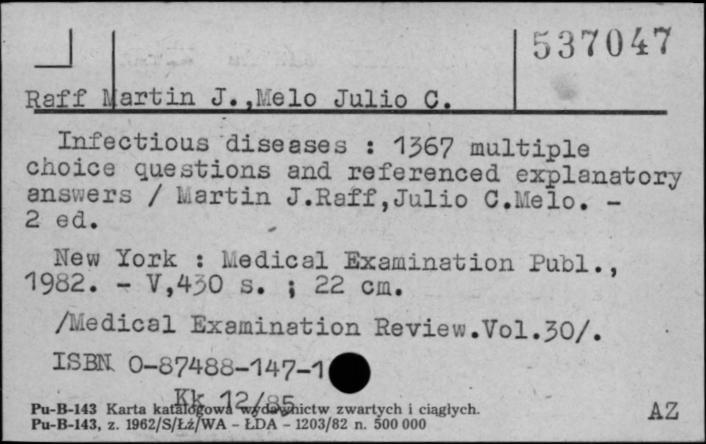 537047
Raff Martin J.,Melo Julio C.
Infectious diseases : 1367 multiple
choice questions and referenced explanatory
answers / Martin J.Raff,Julio C.Melo. -
2 ed.
New York : Medical Examination Publ.,
1982. - V,430 s. ; 22 cm.
/Medical Examination Review.Vol.30/.
ISBN 0-87488-147-1
Kk 12/85
Pu-B-143 Karta katalogowa wydawnictw zwartych i ciągłych.
Pu-B-143, z. 1962/S/Łż/WA - ŁDA - 1203/82 n. 500 000
AZ